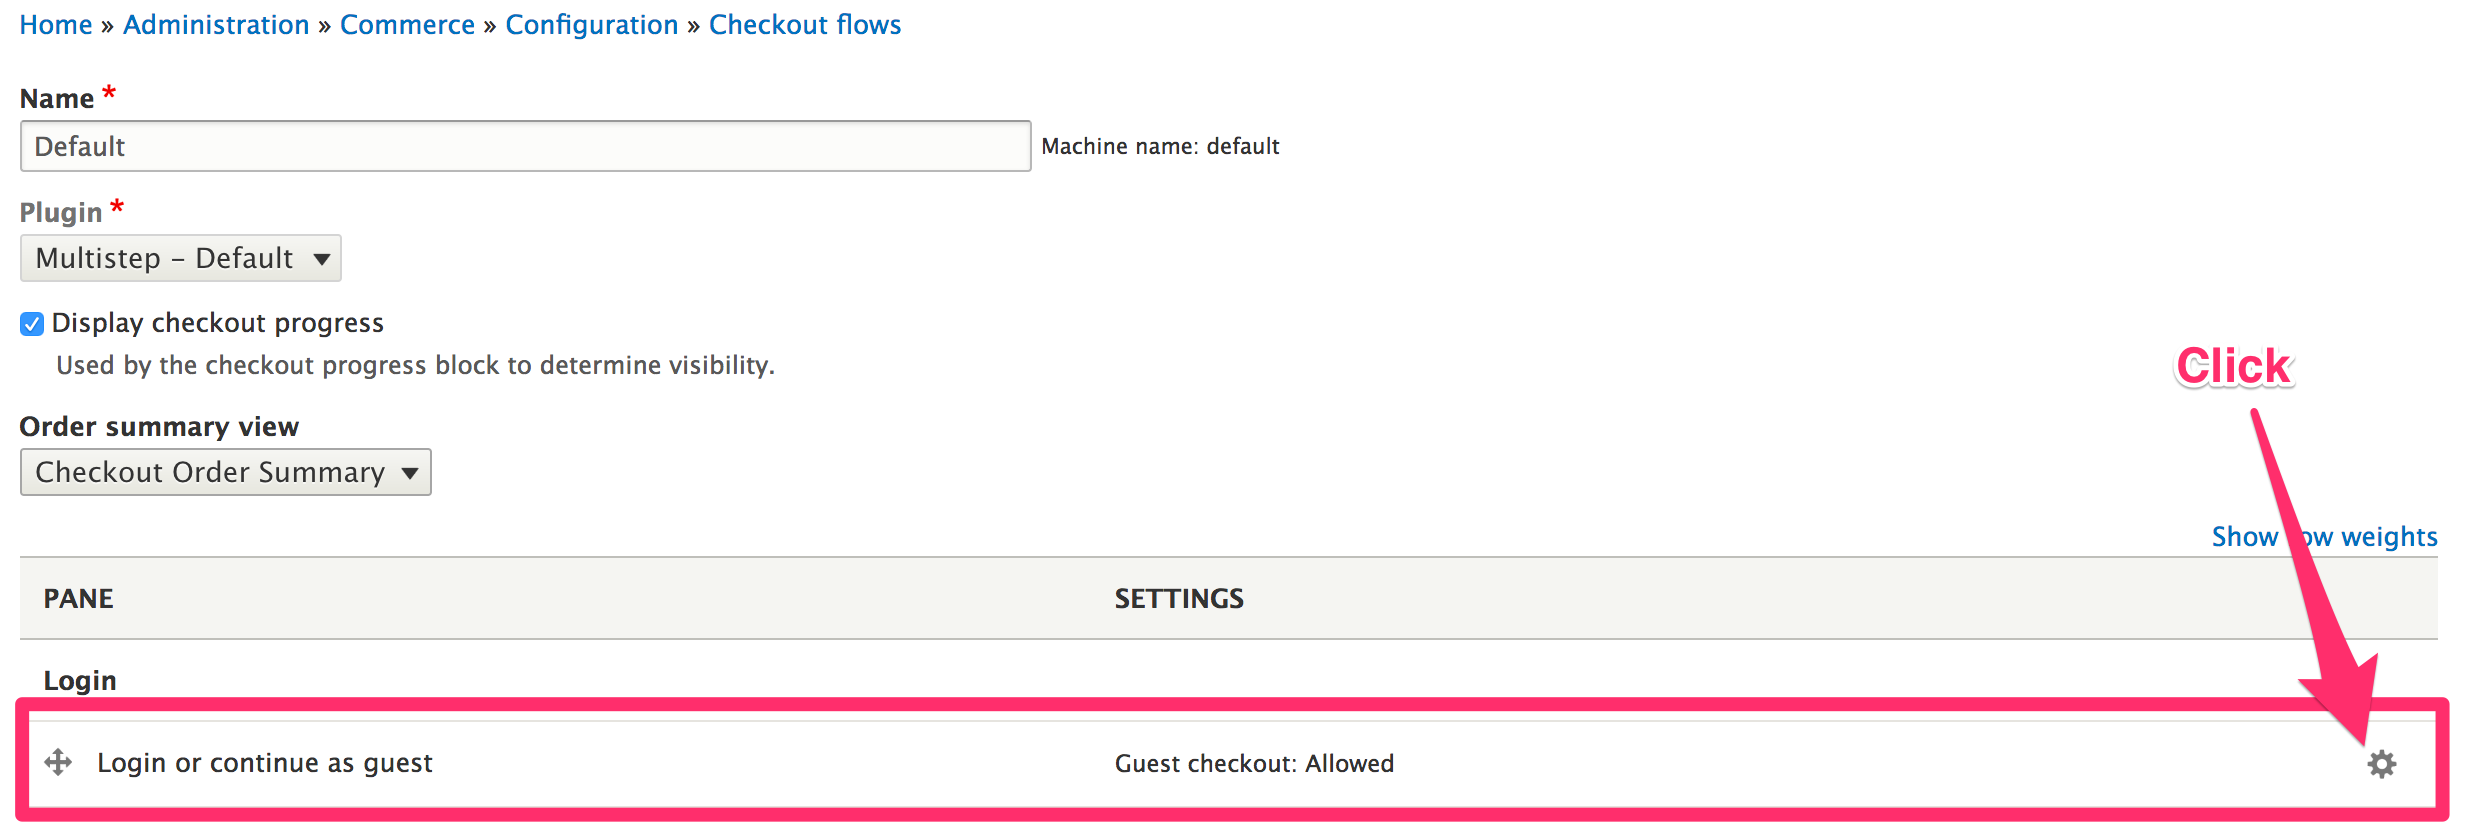 Home » Administration » Commerce » Configuration » Checkout flows
Name *
Default
Machine name: default
Plugin *
Multistep – Default
Display checkout progress
Used by the checkout progress block to determine visibility.
Click
Order summary view
Checkout Order Summary
Show row weights
PANE SETTINGS
Login
Login or continue as guest Guest checkout: Allowed